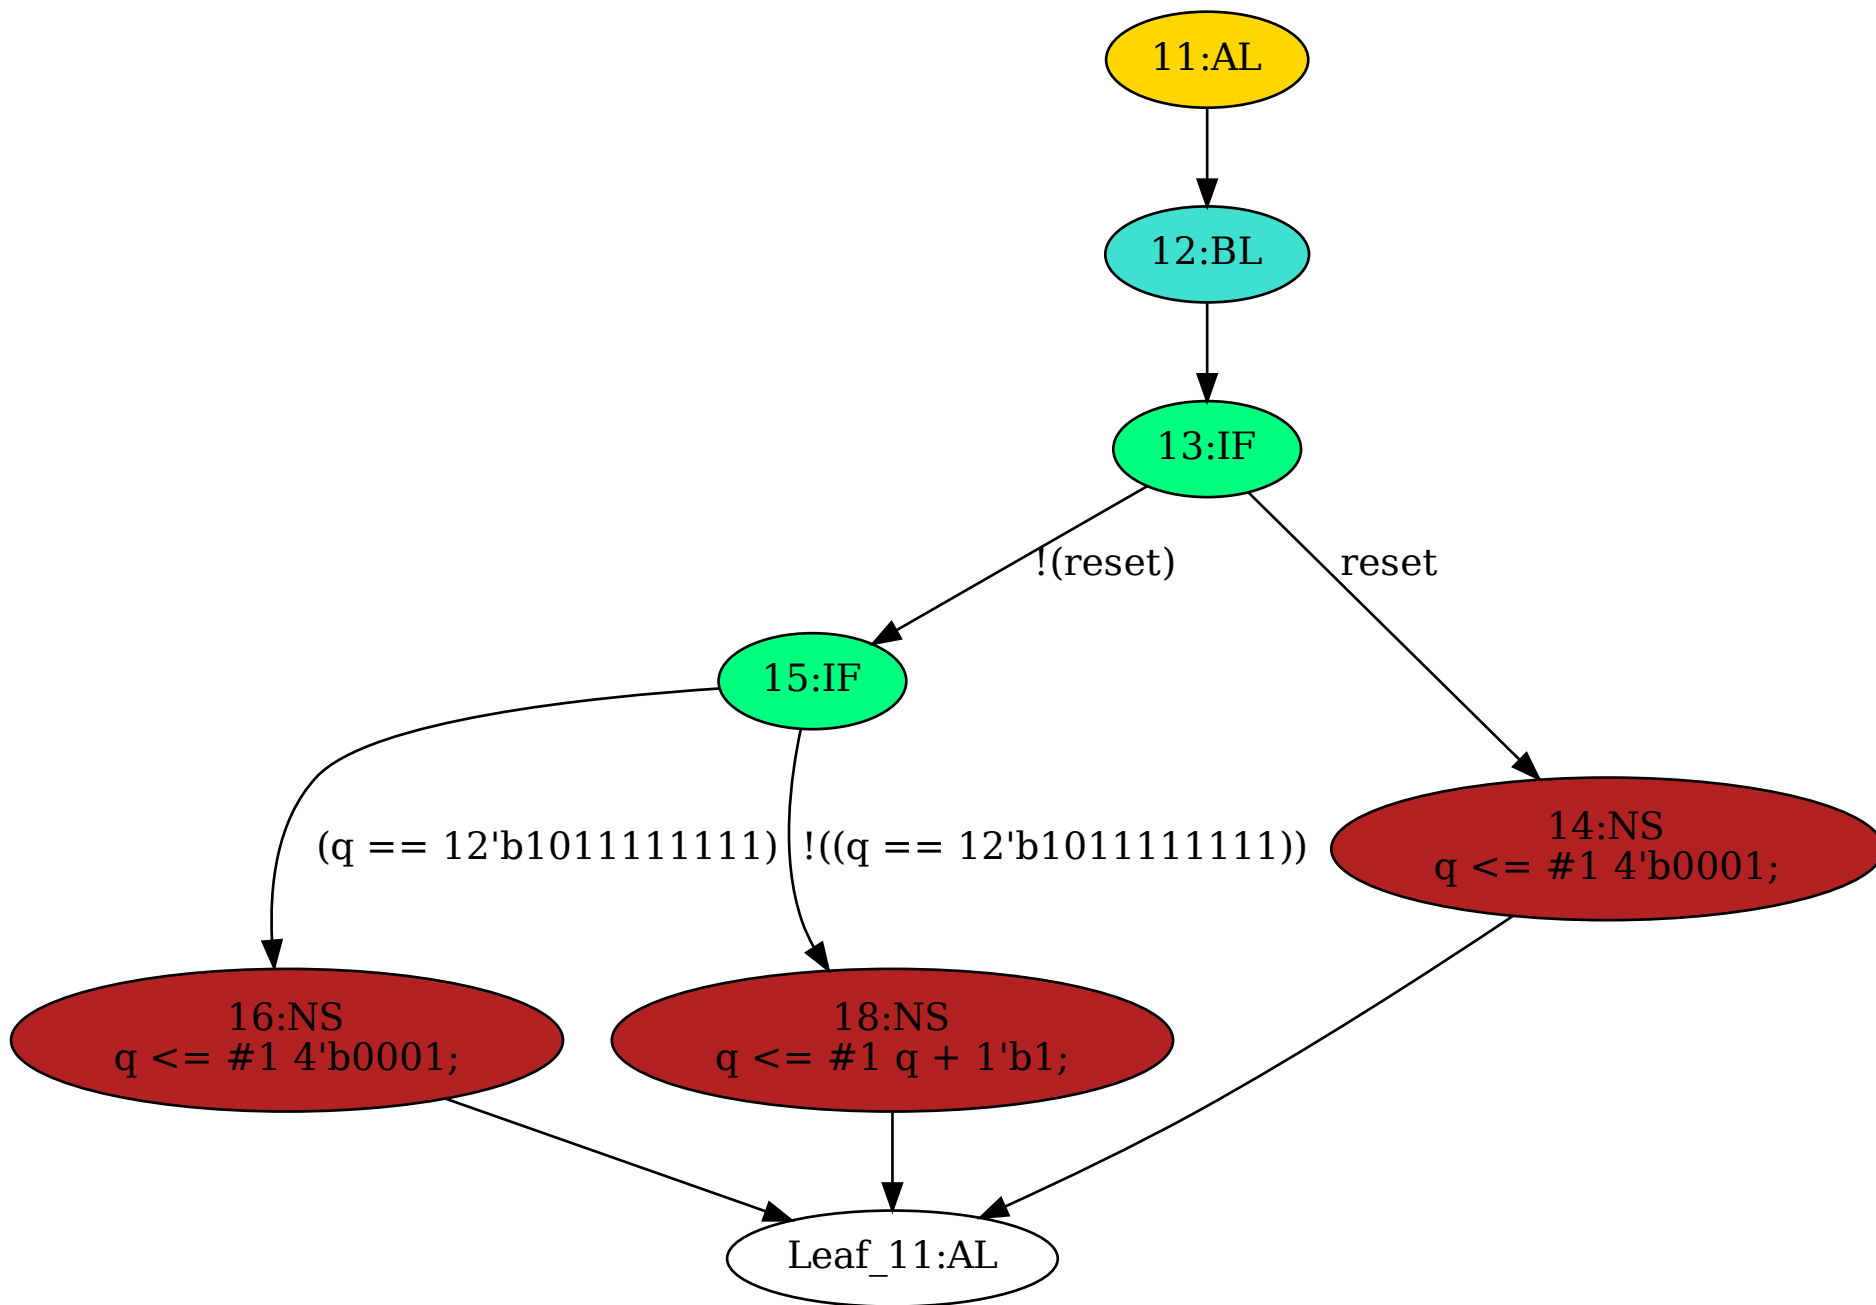 11:AL
12:BL
13:IF
!(reset)
reset
15:IF
(q == 12'b1011111111)
!((q == 12'b1011111111))
14:NS
q <= #1 4'b0001;
16:NS
q <= #1 4'b0001;
18:NS
q <= #1 q + 1'b1;
Leaf_11:AL